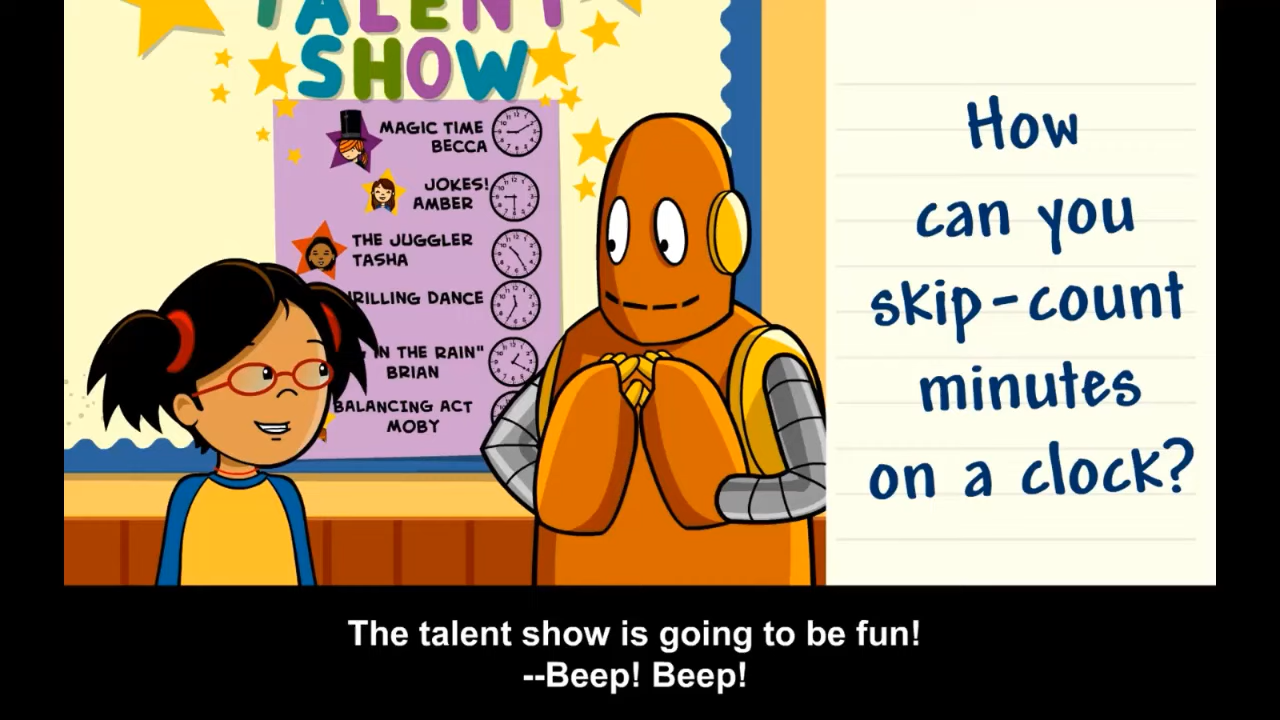 TALENT
SHOW
MAGIC TIME
BECCA
JOKES!
AMBER
THE JUGGLER
TASHA
RILLING DANCE
IN THE RAIN"
BRIAN
BALANCING ACT
MOBY
How
can you
skip-count
minutes
on a clock?
The talent show is going to be fun!
--Beep! Beep!